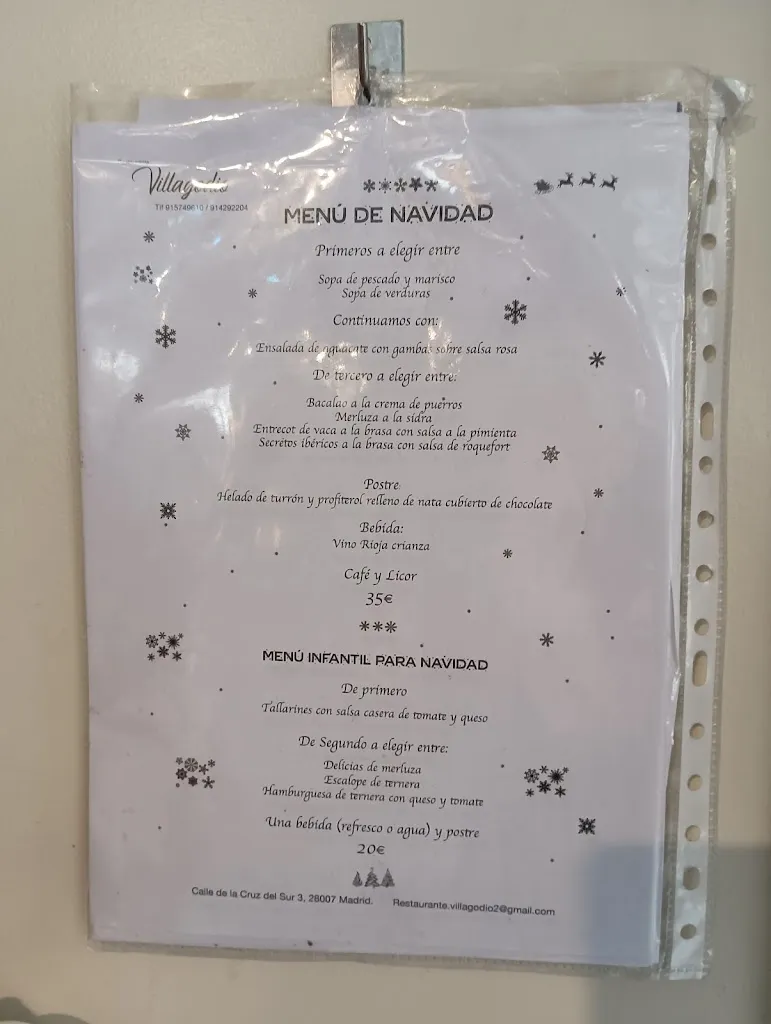 Villagodio
Tlf 915749610 / 914292204
MENÚ DE NAVIDAD
Primeros a elegir entre
Sopa de pescado y marisco
Sopa de verduras
Continuamos con:
Ensalada de aguacate con gambas sobre salsa rosa
De tercero a elegir entre:
Bacalao a la crema de puerros
Merluza a la sidra
Entrecot de vaca a la brasa con salsa a la pimienta
Secretos ibéricos a la brasa con salsa de roquefort
Postre:
Helado de turrón y profiterol relleno de nata cubierto de chocolate
Bebida:
Vino Rioja crianza
Café y Licor
35€
MENÚ INFANTIL PARA NAVIDAD
De primero
Tallarines con salsa casera de tomate y queso
De Segundo a elegir entre:
Delicias de merluza
Escalope de ternera
Hamburguesa de ternera con queso y tomate
Una bebida (refresco o agua) y postre
20€
Calle de la Cruz del Sur 3, 28007 Madrid. Restaurante.villagodio2@gmail.com